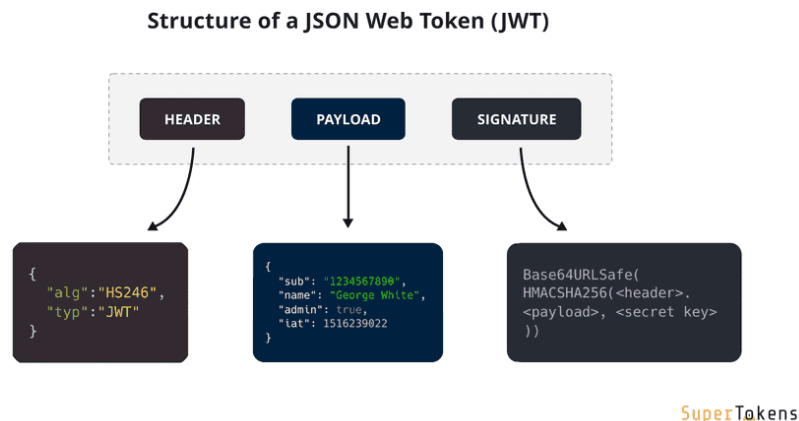 Structure of a JSON Web Token (JWT)
HEADER
PAYLOAD
SIGNATURE
{
"alg":"HS246",
"typ":"JWT"
}
{
"sub": "1234567890",
"name": "George White",
"admin": true,
"iat": 1516239022
}
Base64URLSafe(
HMACSHA256(<header>.
<payload>, <secret key>
))
SuperTokens